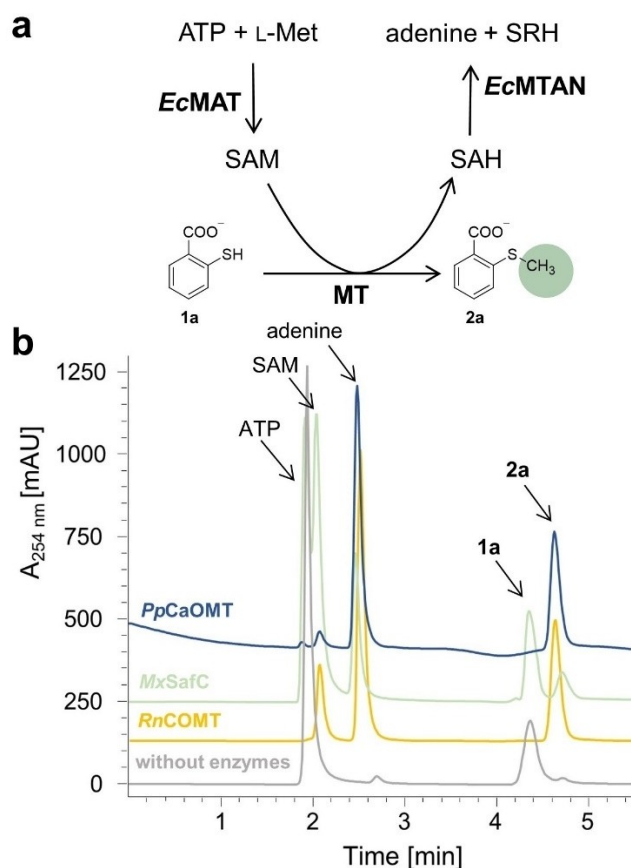 a
ATP + L-Met
adenine + SRH
EcMAT
EcMTAN
SAM
SAH
COO⁻
SH
1a
MT
COO⁻
S
CH₃
2a
b
adenine
SAM
ATP
2a
1a
PpCaOMT
MxSafC
RnCOMT
without enzymes
A254 nm [mAU]
1250
1000
750
500
250
0
1 2 3 4 5
Time [min]